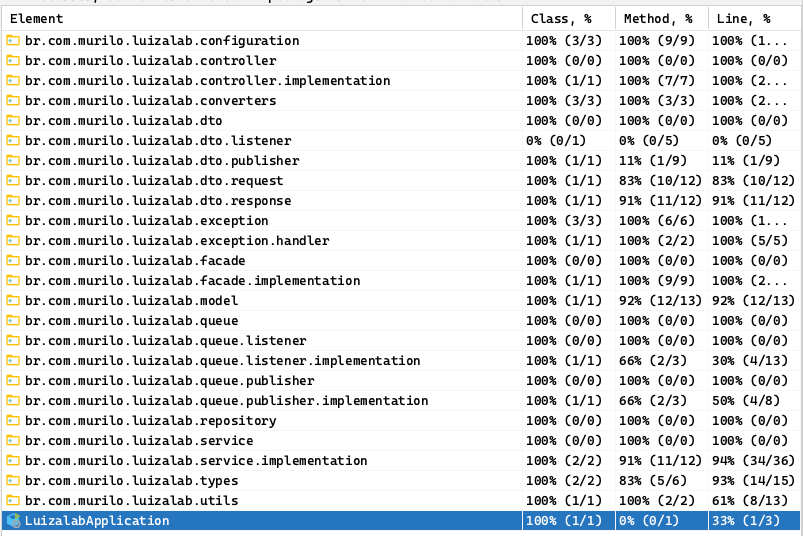 Element Class, % Method, % Line, %
br.com.murilo.luizalab.configuration 100% (3/3) 100% (9/9) 100% (1...
br.com.murilo.luizalab.controller 100% (0/0) 100% (0/0) 100% (0/0)
br.com.murilo.luizalab.controller.implementation 100% (1/1) 100% (7/7) 100% (2...
br.com.murilo.luizalab.converters 100% (3/3) 100% (3/3) 100% (2...
br.com.murilo.luizalab.dto 100% (0/0) 100% (0/0) 100% (0/0)
br.com.murilo.luizalab.dto.listener 0% (0/1) 0% (0/5) 0% (0/5)
br.com.murilo.luizalab.dto.publisher 100% (1/1) 11% (1/9) 11% (1/9)
br.com.murilo.luizalab.dto.request 100% (1/1) 83% (10/12) 83% (10/12)
br.com.murilo.luizalab.dto.response 100% (1/1) 91% (11/12) 91% (11/12)
br.com.murilo.luizalab.exception 100% (3/3) 100% (6/6) 100% (1...
br.com.murilo.luizalab.exception.handler 100% (1/1) 100% (2/2) 100% (5/5)
br.com.murilo.luizalab.facade 100% (0/0) 100% (0/0) 100% (0/0)
br.com.murilo.luizalab.facade.implementation 100% (1/1) 100% (9/9) 100% (2...
br.com.murilo.luizalab.model 100% (1/1) 92% (12/13) 92% (12/13)
br.com.murilo.luizalab.queue 100% (0/0) 100% (0/0) 100% (0/0)
br.com.murilo.luizalab.queue.listener 100% (0/0) 100% (0/0) 100% (0/0)
br.com.murilo.luizalab.queue.listener.implementation 100% (1/1) 66% (2/3) 30% (4/13)
br.com.murilo.luizalab.queue.publisher 100% (0/0) 100% (0/0) 100% (0/0)
br.com.murilo.luizalab.queue.publisher.implementation 100% (1/1) 66% (2/3) 50% (4/8)
br.com.murilo.luizalab.repository 100% (0/0) 100% (0/0) 100% (0/0)
br.com.murilo.luizalab.service 100% (0/0) 100% (0/0) 100% (0/0)
br.com.murilo.luizalab.service.implementation 100% (2/2) 91% (11/12) 94% (34/36)
br.com.murilo.luizalab.types 100% (2/2) 83% (5/6) 93% (14/15)
br.com.murilo.luizalab.utils 100% (1/1) 100% (2/2) 61% (8/13)
LuizalabApplication 100% (1/1) 0% (0/1) 33% (1/3)